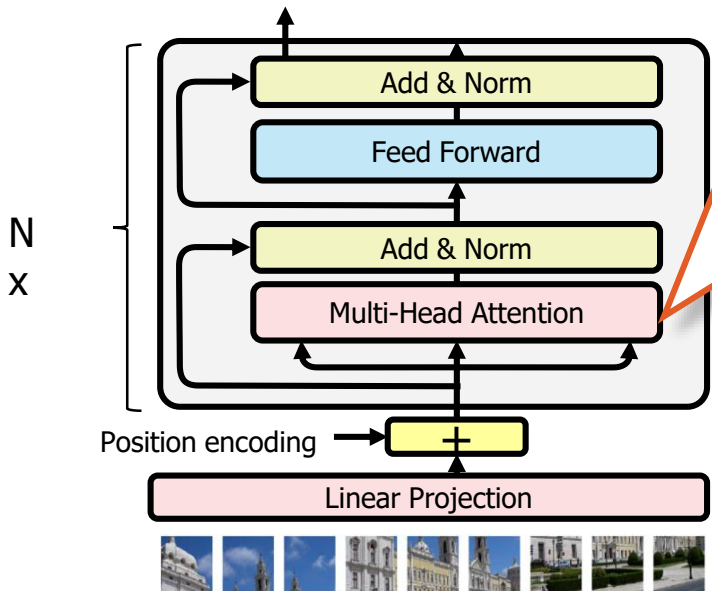 Add & Norm
Feed Forward
N
x
Add & Norm
Multi-Head Attention
Position encoding
+
Linear Projection